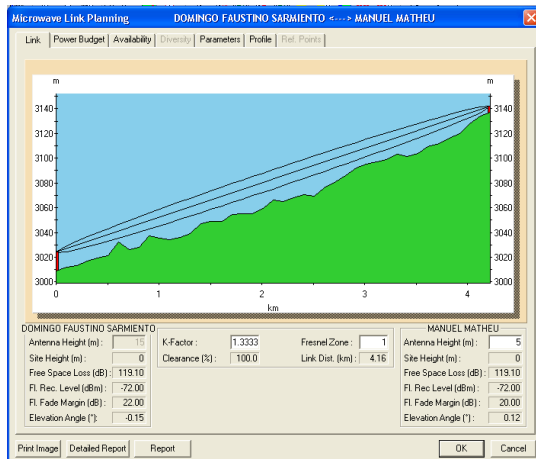 Microwave Link Planning DOMINGO FAUSTINO SARMIENTO <---> MANUEL MATHEU
Link Power Budget Availability Diversity Parameters Profile Ref. Points
m m
3140 3140
3120 3120
3100 3100
3080 3080
3060 3060
3040 3040
3020 3020
3000 3000
0 1 2 3 4
km
DOMINGO FAUSTINO SARMIENTO
Antenna Height (m) : 15
Site Height (m) : 0
Free Space Loss (dB) : 119.10
Fl. Rec. Level (dBm) : -72.00
Fl. Fade Margin (dB) : 22.00
Elevation Angle (°): -0.15
K-Factor : 1.3333 Fresnel Zone : 1
Clearance (%) : 100.0 Link Dist. (km) : 4.16
MANUEL MATHEU
Antenna Height (m) : 5
Site Height (m) : 0
Free Space Loss (dB) : 119.10
Fl. Rec. Level (dBm) : -72.00
Fl. Fade Margin (dB) : 20.00
Elevation Angle (°) : 0.12
Print Image Detailed Report Report OK Cancel